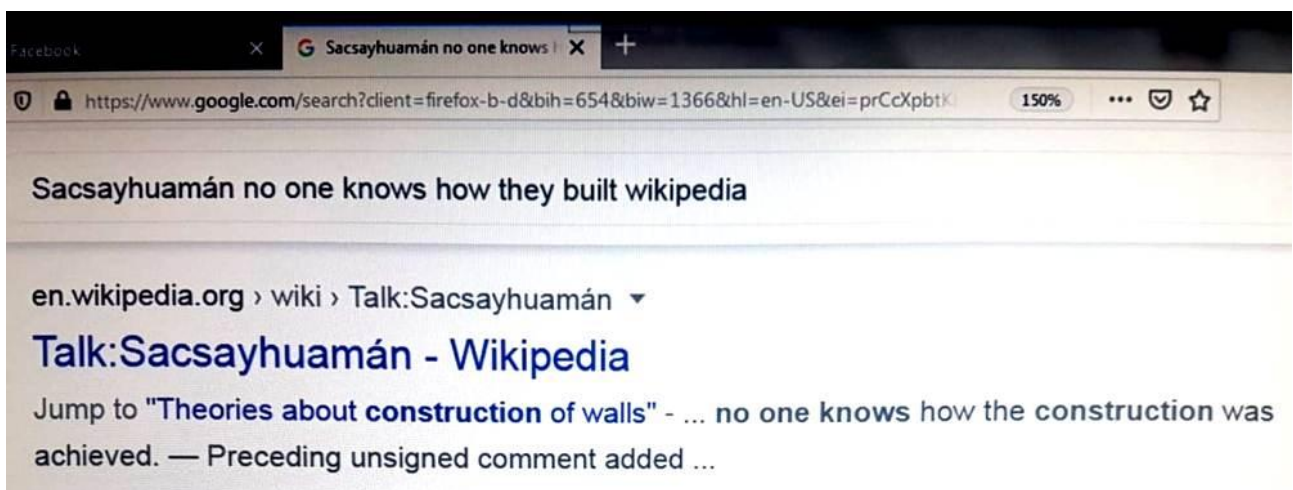 Facebook
Sacsayhuamán no one knows
https://www.google.com/search?client=firefox-b-d&bih=654&biw=1366&hl=en-US&ei=prCcXpbtK
150%
Sacsayhuamán no one knows how they built wikipedia
en.wikipedia.org › wiki › Talk:Sacsayhuamán
Talk:Sacsayhuamán - Wikipedia
Jump to "Theories about construction of walls" - ... no one knows how the construction was
achieved. — Preceding unsigned comment added ...